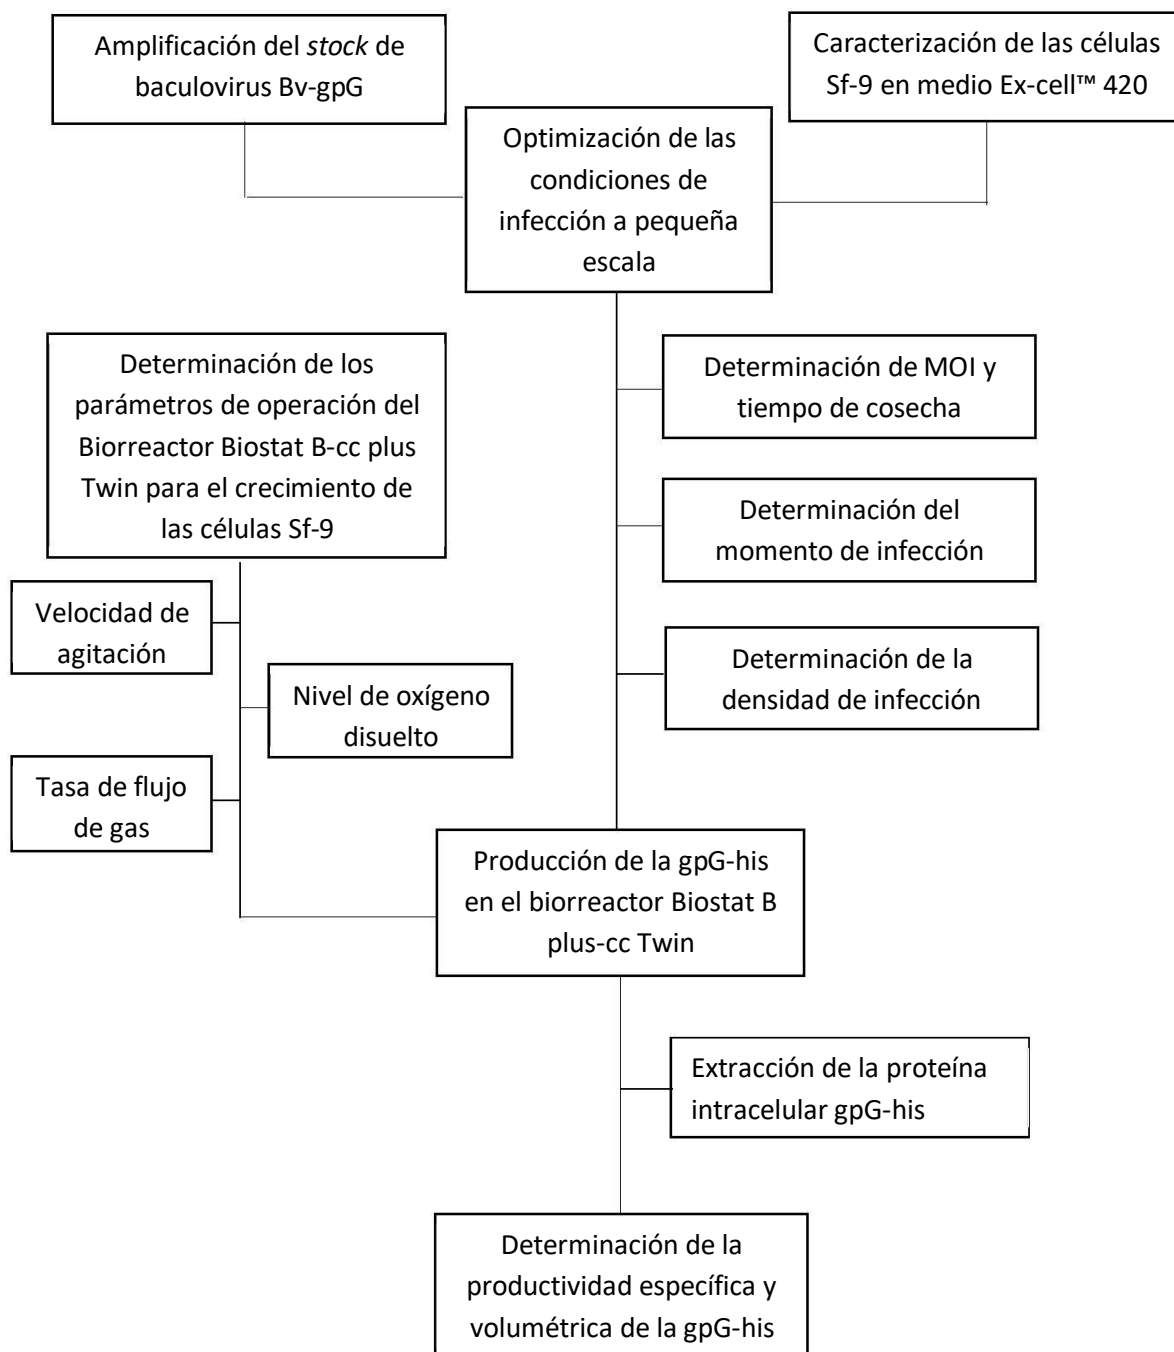 Amplificación del stock de
baculovirus Bv-gpG
Caracterización de las células
Sf-9 en medio Ex-cell™ 420
Optimización de las
condiciones de
infección a pequeña
escala
Determinación de los
parámetros de operación del
Biorreactor Biostat B-cc plus
Twin para el crecimiento de
las células Sf-9
Determinación de MOI y
tiempo de cosecha
Determinación del
momento de infección
Velocidad de
agitación
Determinación de la
densidad de infección
Nivel de oxígeno
disuelto
Tasa de flujo
de gas
Producción de la gpG-his
en el biorreactor Biostat B
plus-cc Twin
Extracción de la proteína
intracelular gpG-his
Determinación de la
productividad específica y
volumétrica de la gpG-his